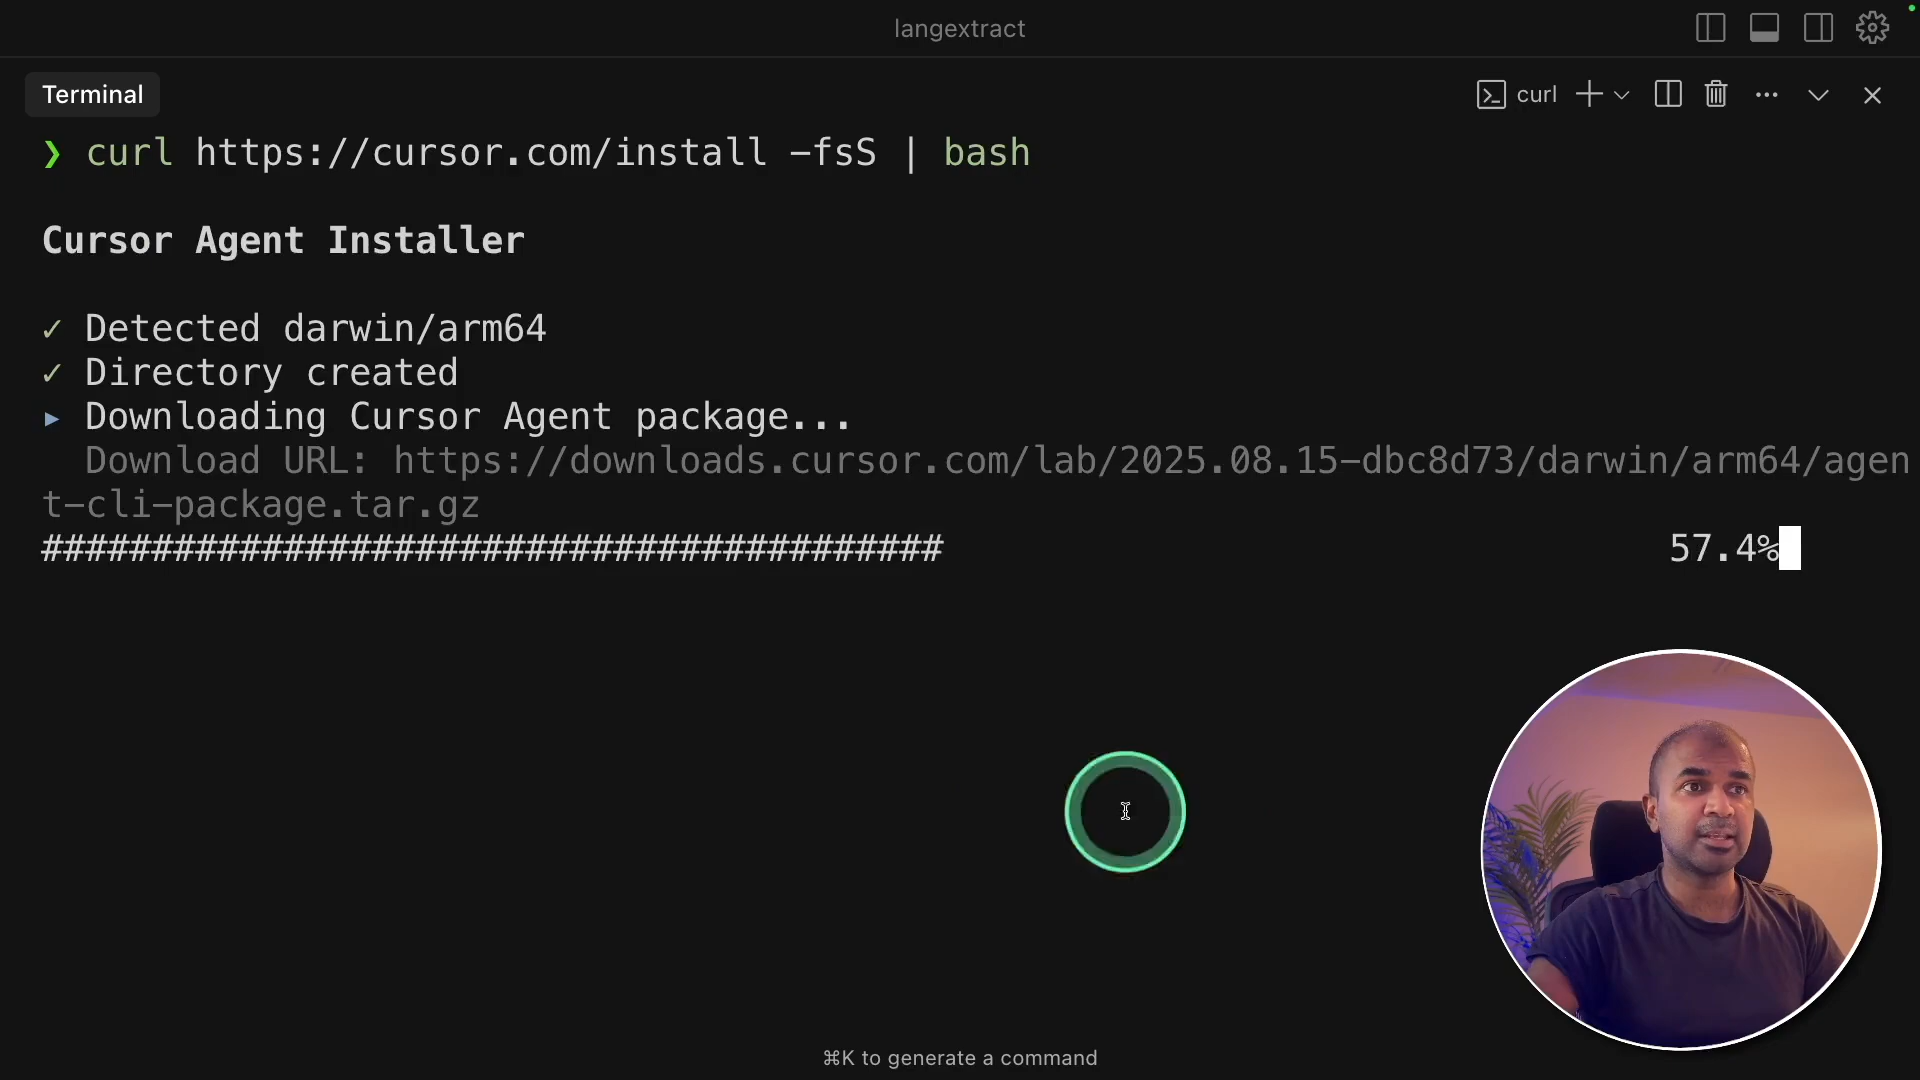 langextract
Terminal
curl
❯ curl https://cursor.com/install -fsS | bash
Cursor Agent Installer
✓ Detected darwin/arm64
✓ Directory created
▸ Downloading Cursor Agent package...
Download URL: https://downloads.cursor.com/lab/2025.08.15-dbc8d73/darwin/arm64/agen
t-cli-package.tar.gz
######################################### 57.4%
⌘K to generate a command